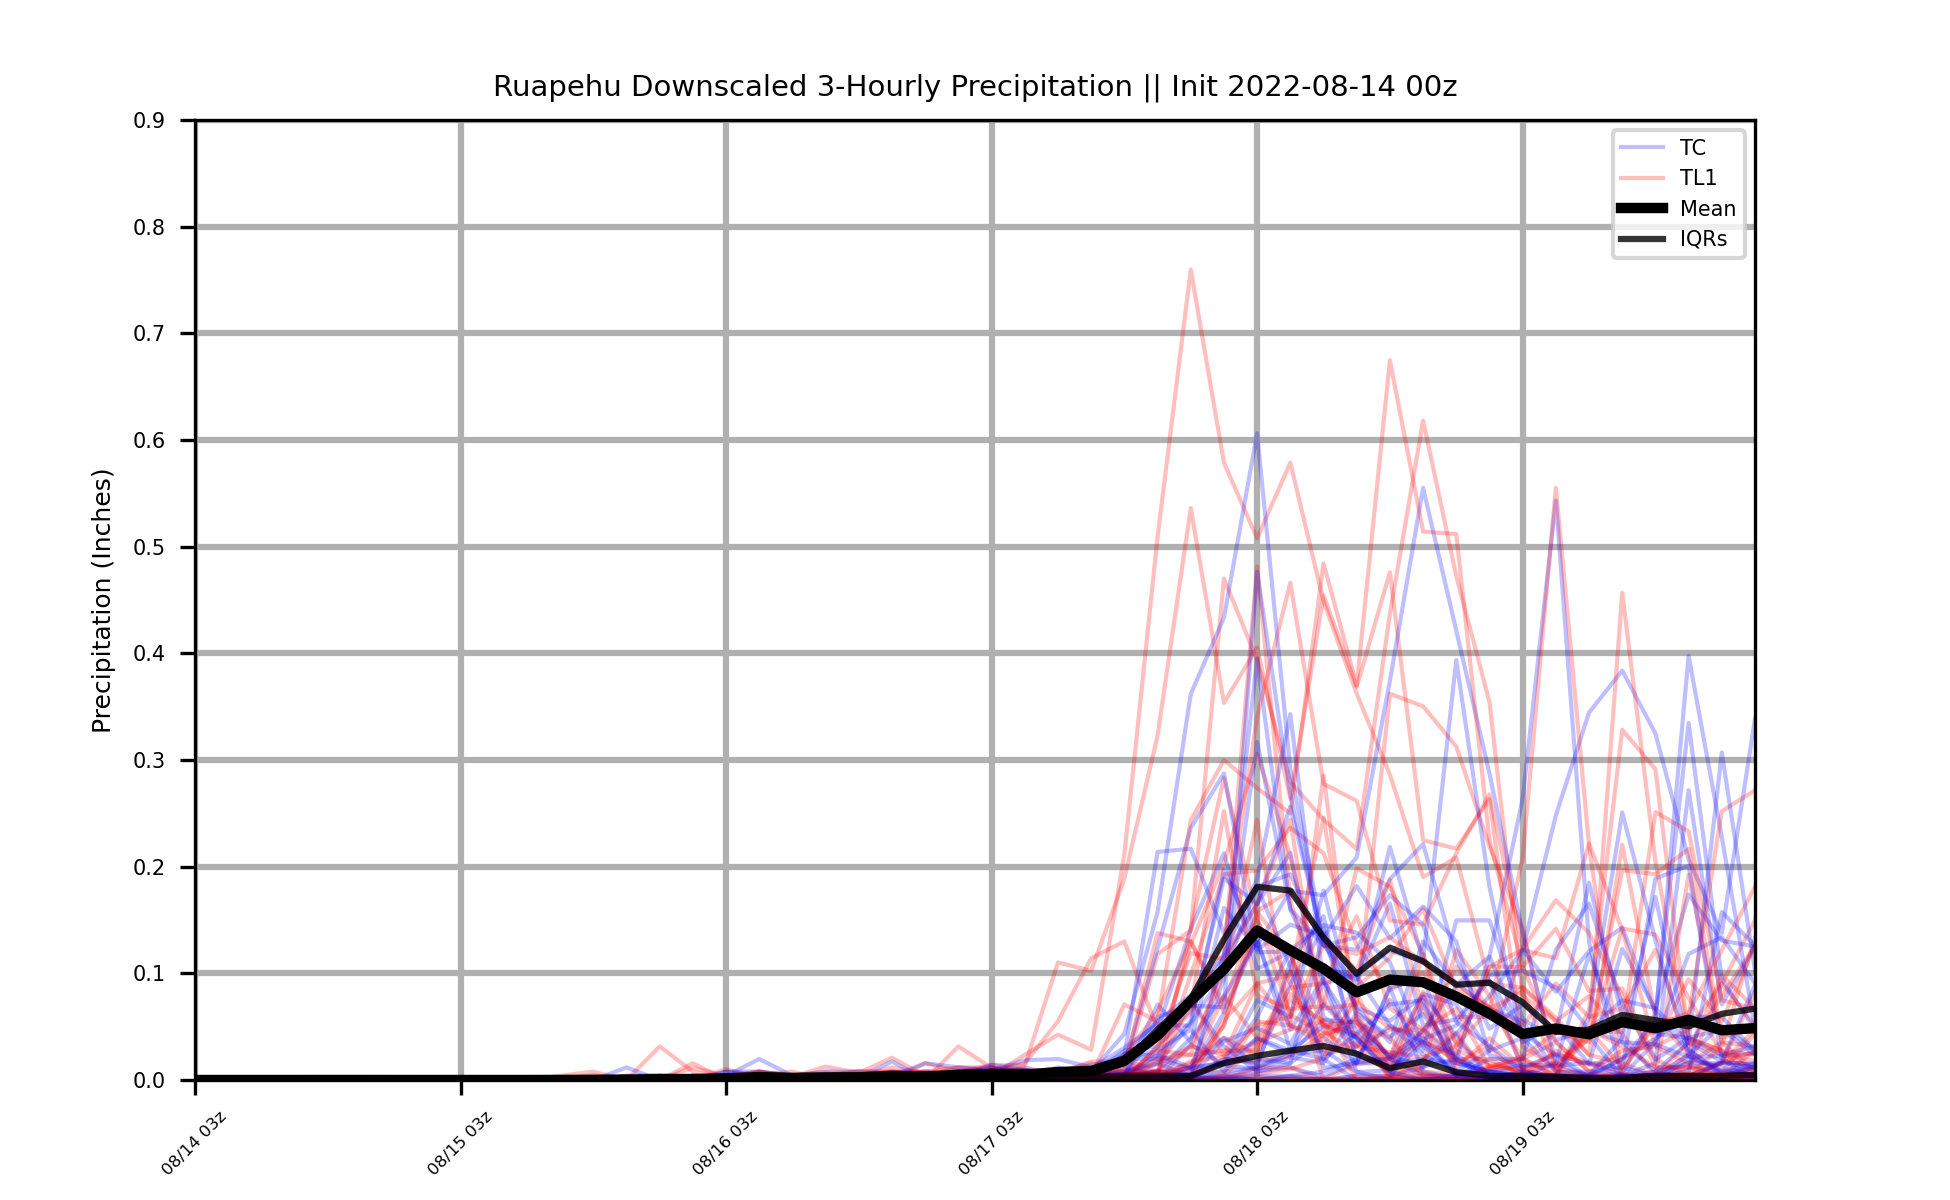 Ruapehu Downscaled 3-Hourly Precipitation || Init 2022-08-14 00z
TC
TL1
Mean
IQRs
Precipitation (Inches)
0.9
0.8
0.7
0.6
0.5
0.4
0.3
0.2
0.1
0.0
08/14 03z
08/15 03z
08/16 03z
08/17 03z
08/18 03z
08/19 03z